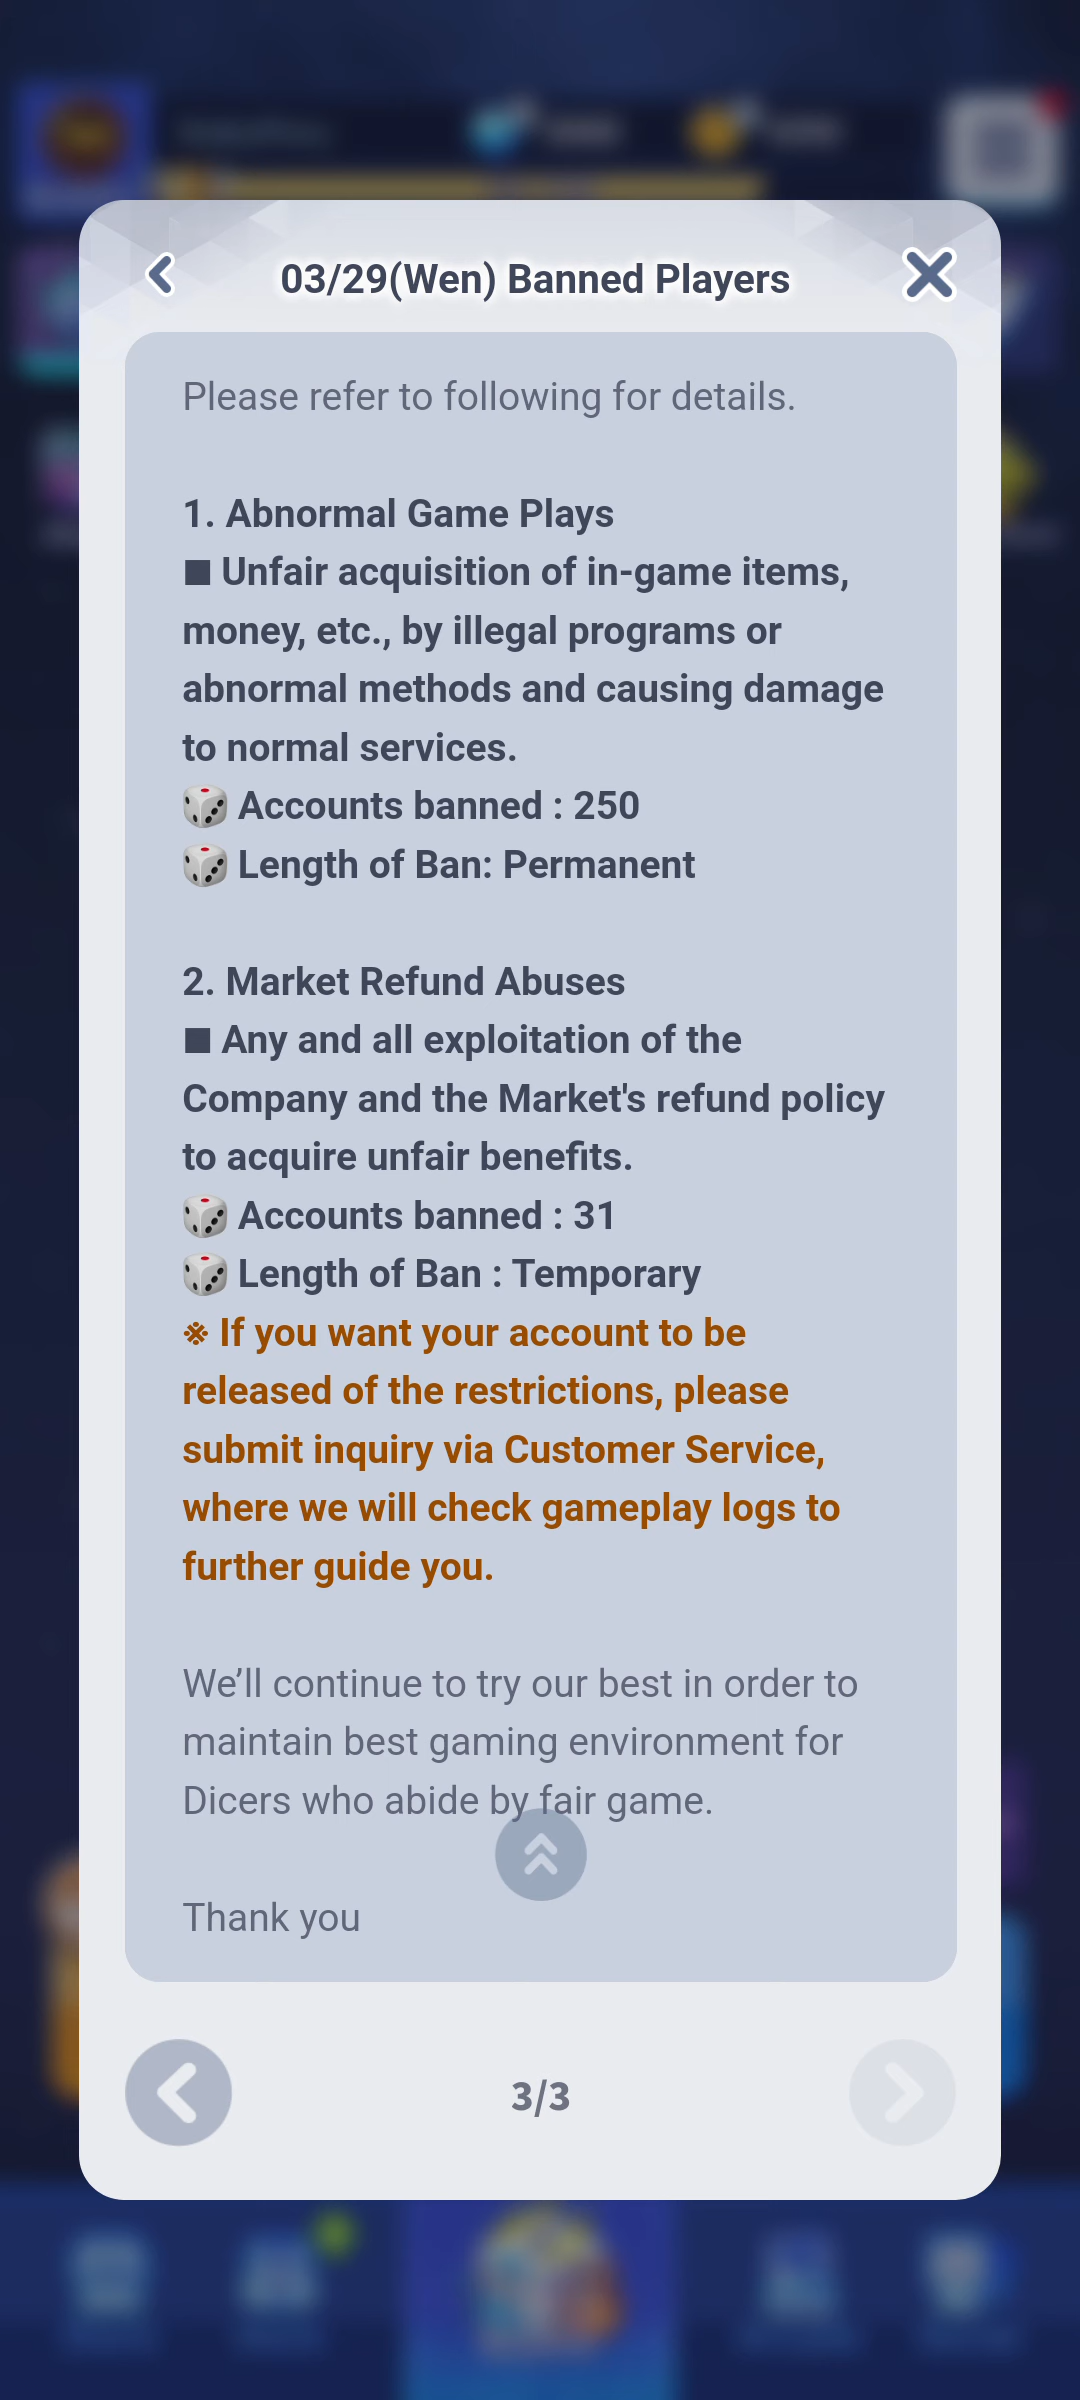 03/29(Wen) Banned Players
Please refer to following for details.
1. Abnormal Game Plays
■ Unfair acquisition of in-game items,
money, etc., by illegal programs or
abnormal methods and causing damage
to normal services.
🎲 Accounts banned : 250
🎲 Length of Ban: Permanent
2. Market Refund Abuses
■ Any and all exploitation of the
Company and the Market's refund policy
to acquire unfair benefits.
🎲 Accounts banned : 31
🎲 Length of Ban : Temporary
※ If you want your account to be
released of the restrictions, please
submit inquiry via Customer Service,
where we will check gameplay logs to
further guide you.
We’ll continue to try our best in order to
maintain best gaming environment for
Dicers who abide by fair game.
Thank you
3/3